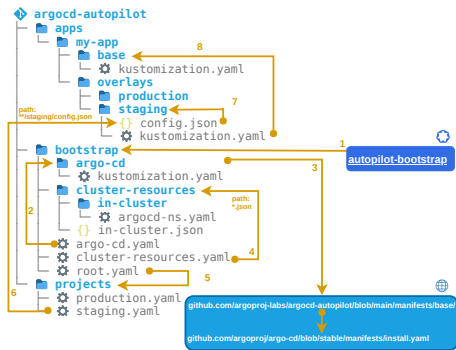 argocd-autopilot
apps
my-app
8
base
kustomization.yaml
overlays
production
7
staging
path:
**/staging/config.json
{} config.json
kustomization.yaml
1
bootstrap
autopilot-bootstrap
argo-cd
3
kustomization.yaml
cluster-resources
path:
*.json
in-cluster
2
argocd-ns.yaml
{} in-cluster.json
argo-cd.yaml
4
cluster-resources.yaml
root.yaml
5
projects
6
production.yaml
staging.yaml
github.com/argoproj-labs/argocd-autopilot/blob/main/manifests/base/
github.com/argoproj/argo-cd/blob/stable/manifests/install.yaml